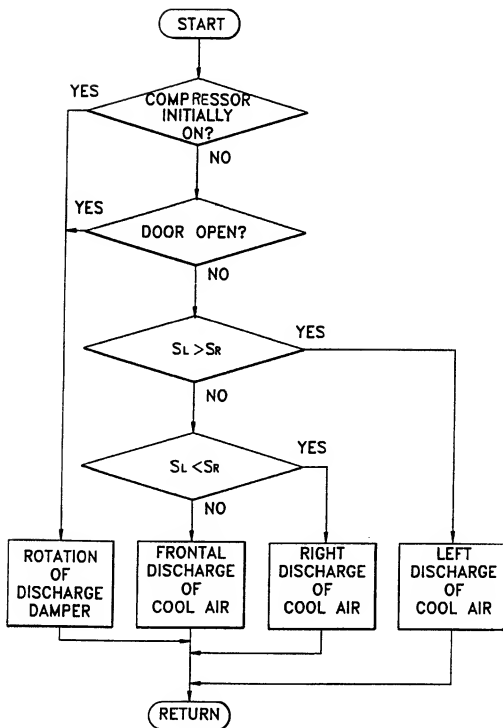 START
YES
COMPRESSOR
INITIALLY
ON?
NO
YES
DOOR OPEN?
NO
SL>SR
YES
NO
SL<SR
YES
NO
ROTATION
OF
DISCHARGE
DAMPER
FRONTAL
DISCHARGE
OF
COOL AIR
RIGHT
DISCHARGE
OF
COOL AIR
LEFT
DISCHARGE
OF
COOL AIR
RETURN